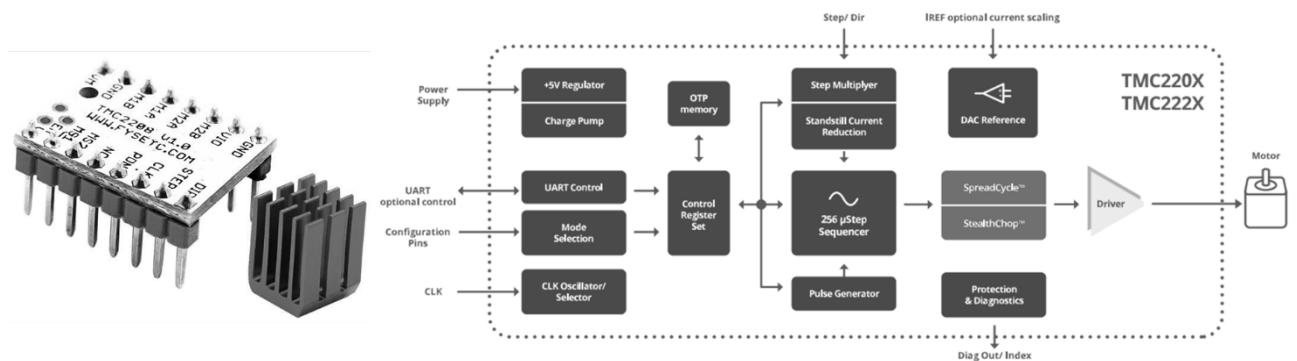 VM
GND
M1B
M1A
M2A
M2B
VIO
GND
TMC2208 V1.0
WWW.FYSETC.COM
MS1
MS2
NC
PDN
CLK
STEP
DIR
Step/ Dir
IREF optional current scaling
TMC220X
TMC222X
Power
Supply
+5V Regulator
Charge Pump
OTP
memory
Step Multiplyer
Standstill Current
Reduction
DAC Reference
Motor
UART
optional control
UART Control
Configuration
Pins
Mode
Selection
Control
Register
Set
256 µStep
Sequencer
SpreadCycle™
StealthChop™
Driver
CLK
CLK Oscillator/
Selector
Pulse Generator
Protection
& Diagnostics
Diag Out/ Index